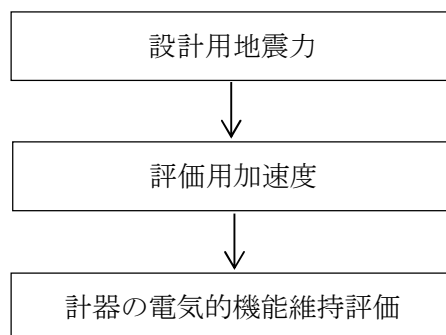 設計用地震力
評価用加速度
計器の電気的機能維持評価